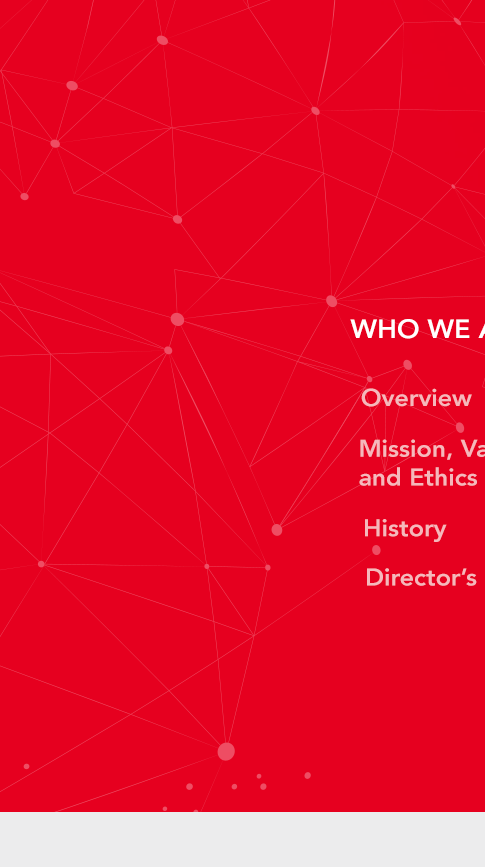 WHO WE
Overview
Mission,
and Ethics
History
Director’s